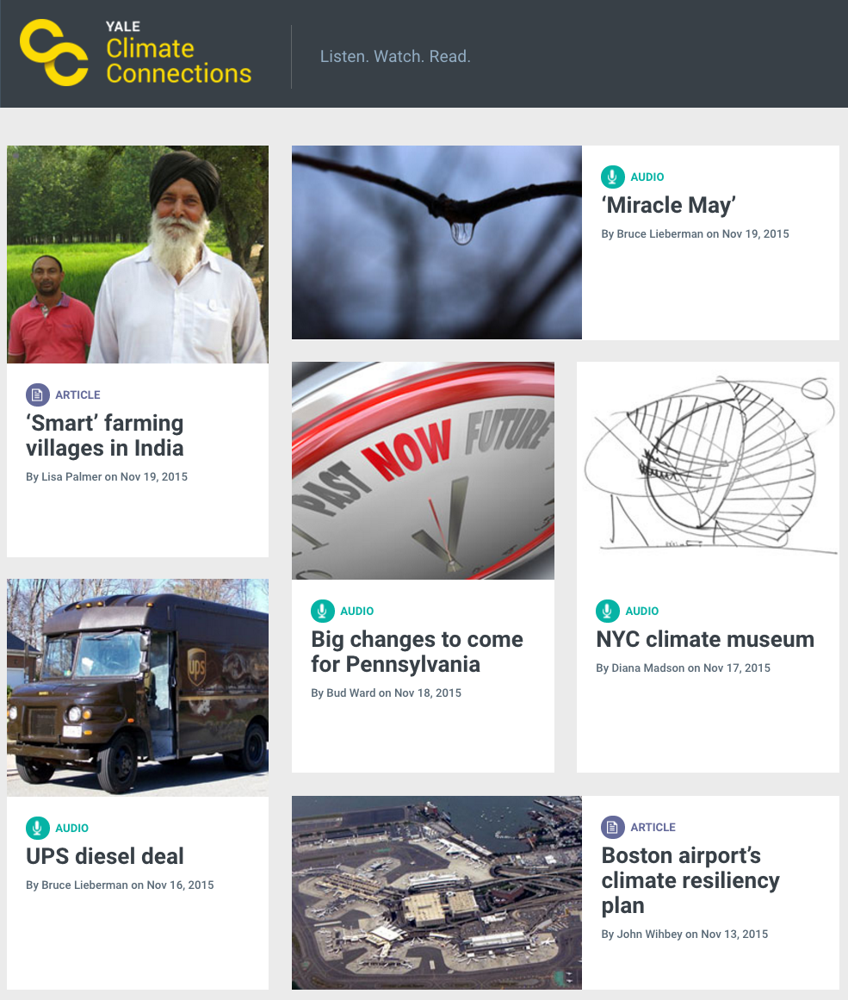 YALE
Climate
Connections
Listen. Watch. Read.
ARTICLE
‘Smart’ farming
villages in India
By Lisa Palmer on Nov 19, 2015
AUDIO
‘Miracle May’
By Bruce Lieberman on Nov 19, 2015
PAST NOW FUTURE
AUDIO
Big changes to come
for Pennsylvania
By Bud Ward on Nov 18, 2015
AUDIO
NYC climate museum
By Diana Madson on Nov 17, 2015
ups
AUDIO
UPS diesel deal
By Bruce Lieberman on Nov 16, 2015
ARTICLE
Boston airport’s
climate resiliency
plan
By John Wihbey on Nov 13, 2015